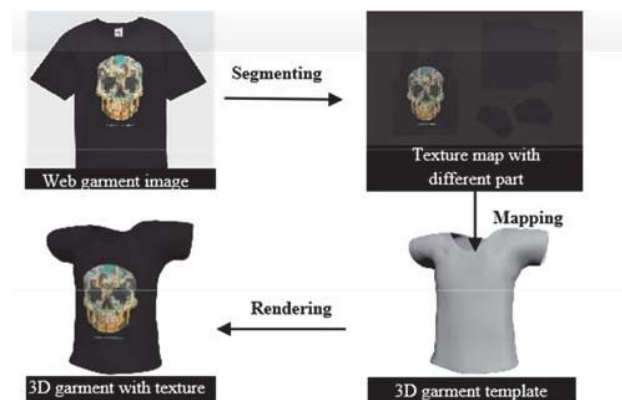 Segmenting
Web garment image
Texture map with
different part
Mapping
Rendering
3D garment with texture
3D garment template